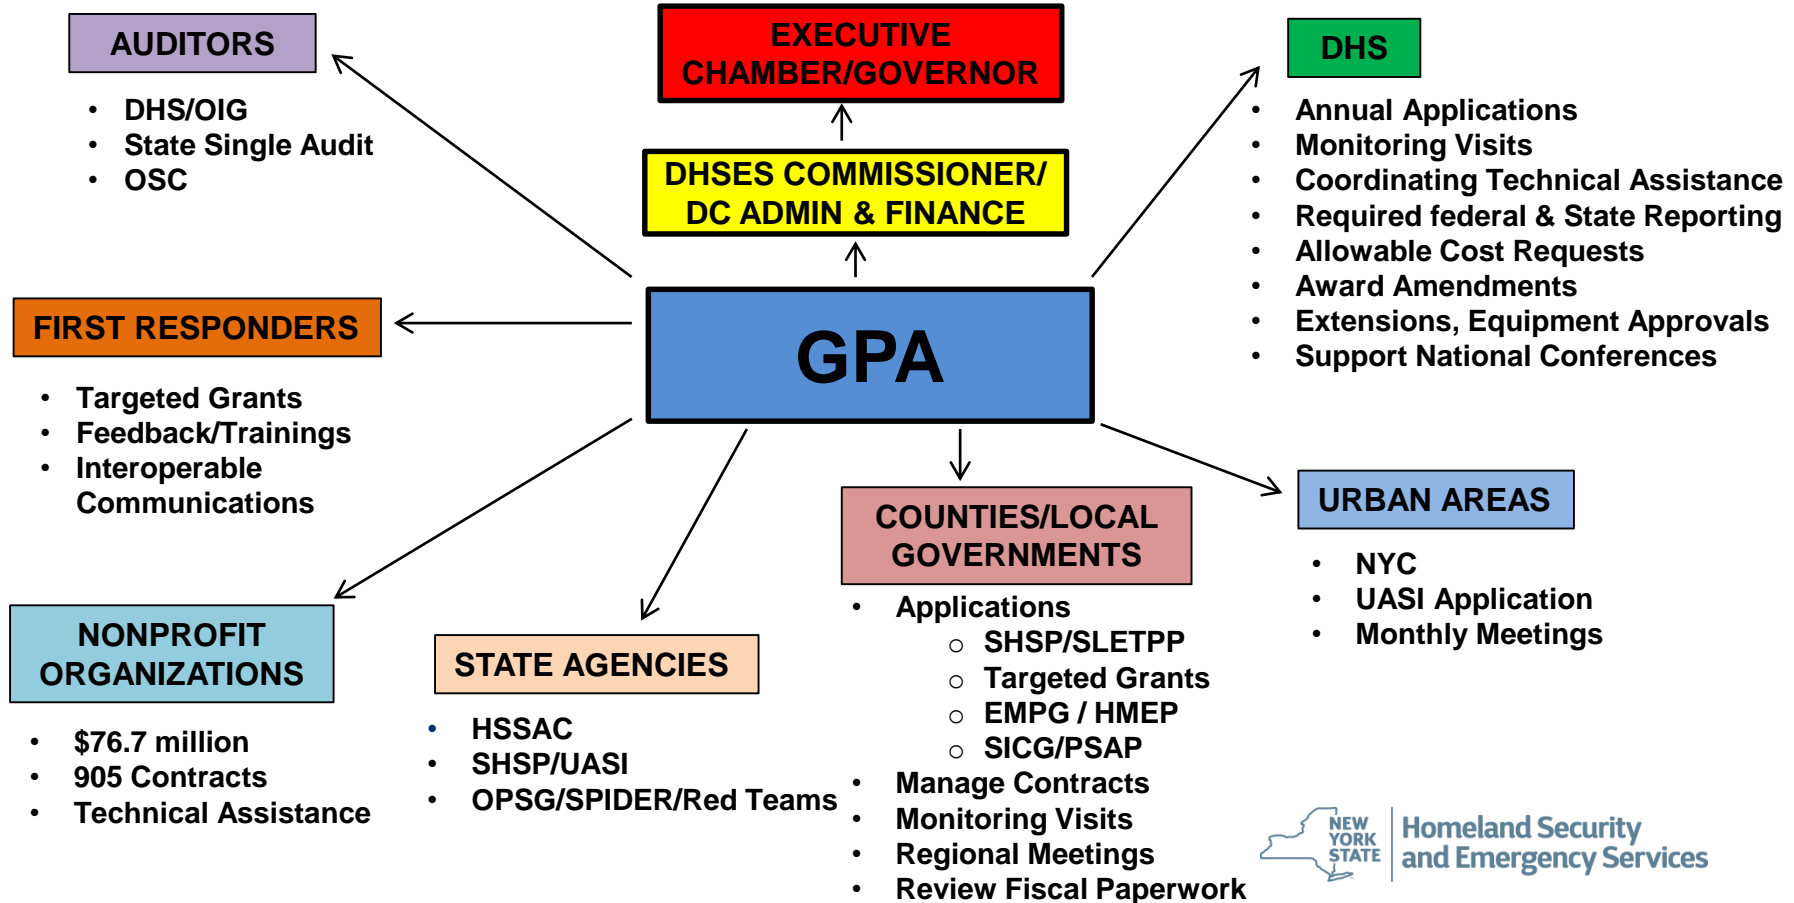 AUDITORS
• DHS/OIG
• State Single Audit
• OSC
EXECUTIVE
CHAMBER/GOVERNOR
DHSES COMMISSIONER/
DC ADMIN & FINANCE
GPA
DHS
• Annual Applications
• Monitoring Visits
• Coordinating Technical Assistance
• Required federal & State Reporting
• Allowable Cost Requests
• Award Amendments
• Extensions, Equipment Approvals
• Support National Conferences
FIRST RESPONDERS
• Targeted Grants
• Feedback/Trainings
• Interoperable
Communications
NONPROFIT
ORGANIZATIONS
• $76.7 million
• 905 Contracts
• Technical Assistance
STATE AGENCIES
• HSSAC
• SHSP/UASI
• OPSG/SPIDER/Red Teams
COUNTIES/LOCAL
GOVERNMENTS
• Applications
o SHSP/SLETPP
o Targeted Grants
o EMPG / HMEP
o SICG/PSAP
• Manage Contracts
• Monitoring Visits
• Regional Meetings
• Review Fiscal Paperwork
URBAN AREAS
• NYC
• UASI Application
• Monthly Meetings
NEW
YORK
STATE
Homeland Security
and Emergency Services